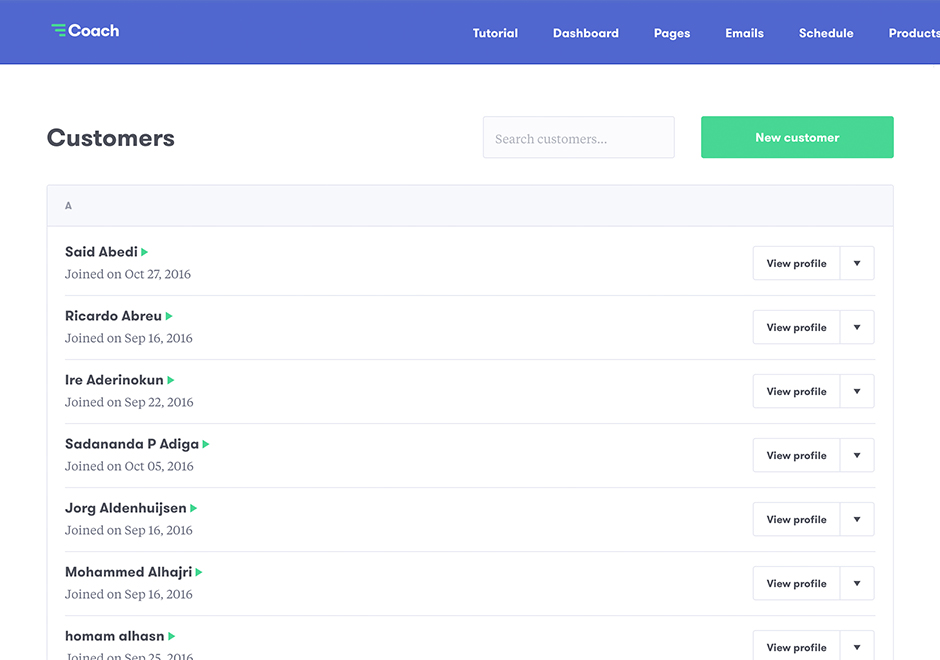 Coach
Tutorial Dashboard Pages Emails Schedule Products
Customers
Search customers...
New customer
A
Said Abedi
Joined on Oct 27, 2016
View profile
Ricardo Abreu
Joined on Sep 16, 2016
View profile
Ire Aderinokun
Joined on Sep 22, 2016
View profile
Sadananda P Adiga
Joined on Oct 05, 2016
View profile
Jorg Aldenhuijsen
Joined on Sep 16, 2016
View profile
Mohammed Alhajri
Joined on Sep 16, 2016
View profile
homam alhasn
Joined on Sep 25, 2016
View profile